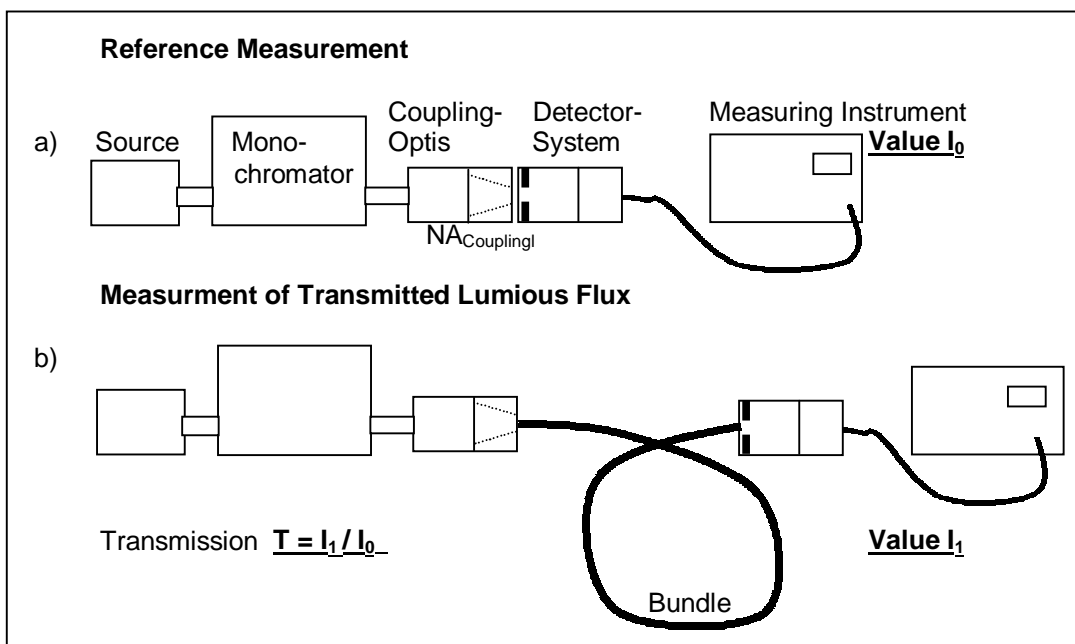 Reference Measurement
a)
Source
Mono-
chromator
Coupling-
Optis
NACouplingl
Detector-
System
Measuring Instrument
Value I0
Measurment of Transmitted Lumious Flux
b)
Transmission T = I1 / I0
Value I1
Bundle